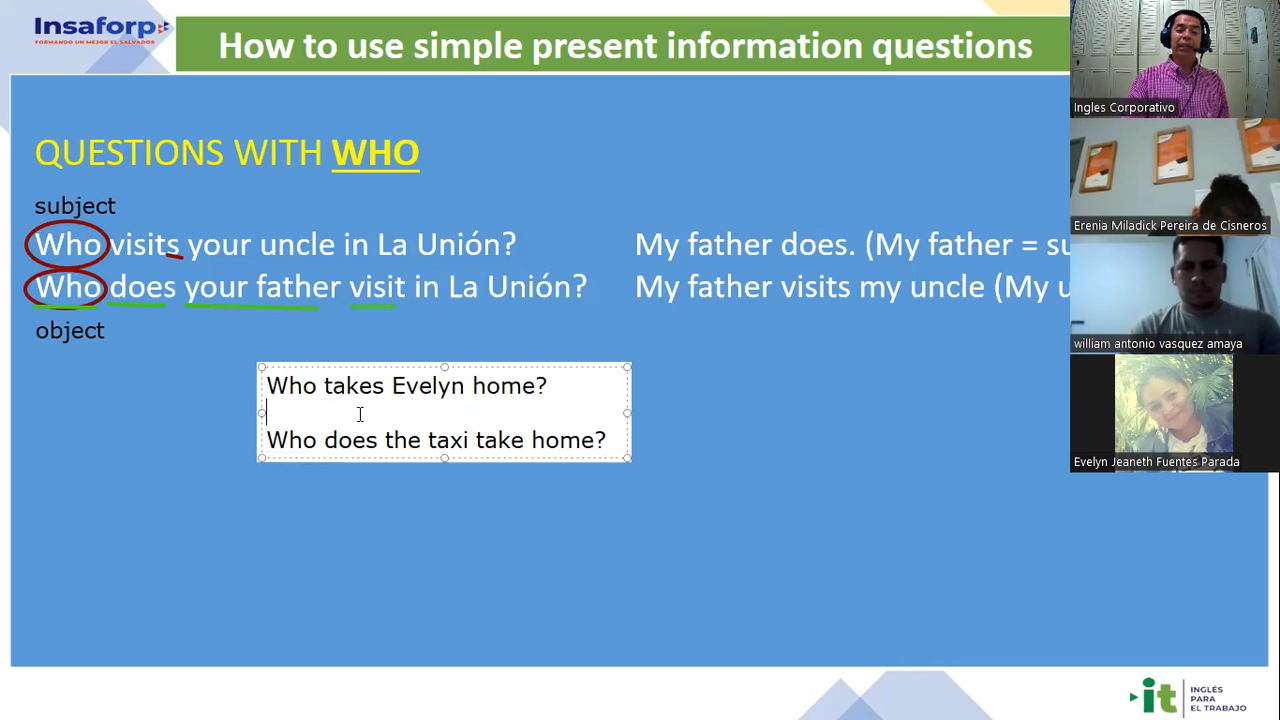 Insaforp
FORMANDO UN MEJOR EL SALVADOR
How to use simple present information questions
QUESTIONS WITH WHO
subject
Who visits your uncle in La Unión? My father does. (My father = su
Who does your father visit in La Unión? My father visits my uncle (My u
object
Who takes Evelyn home?
Who does the taxi take home?
Ingles Corporativo
Erenia Miladick Pereira de Cisneros
william antonio vasquez amaya
Evelyn Jeaneth Fuentes Parada
it INGLÉS
PARA
EL TRABAJO